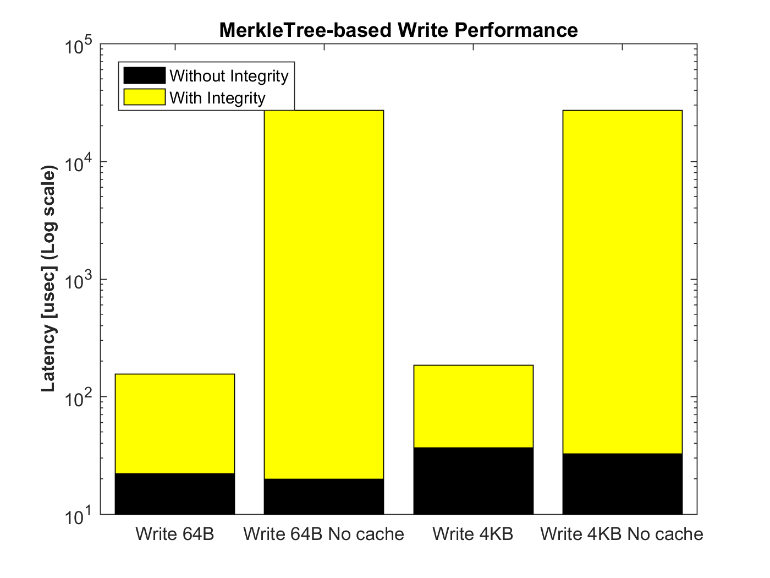 MerkleTree-based Write Performance
Without Integrity
With Integrity
Latency [usec] (Log scale)
10^5
10^4
10^3
10^2
10^1
Write 64B
Write 64B No cache
Write 4KB
Write 4KB No cache